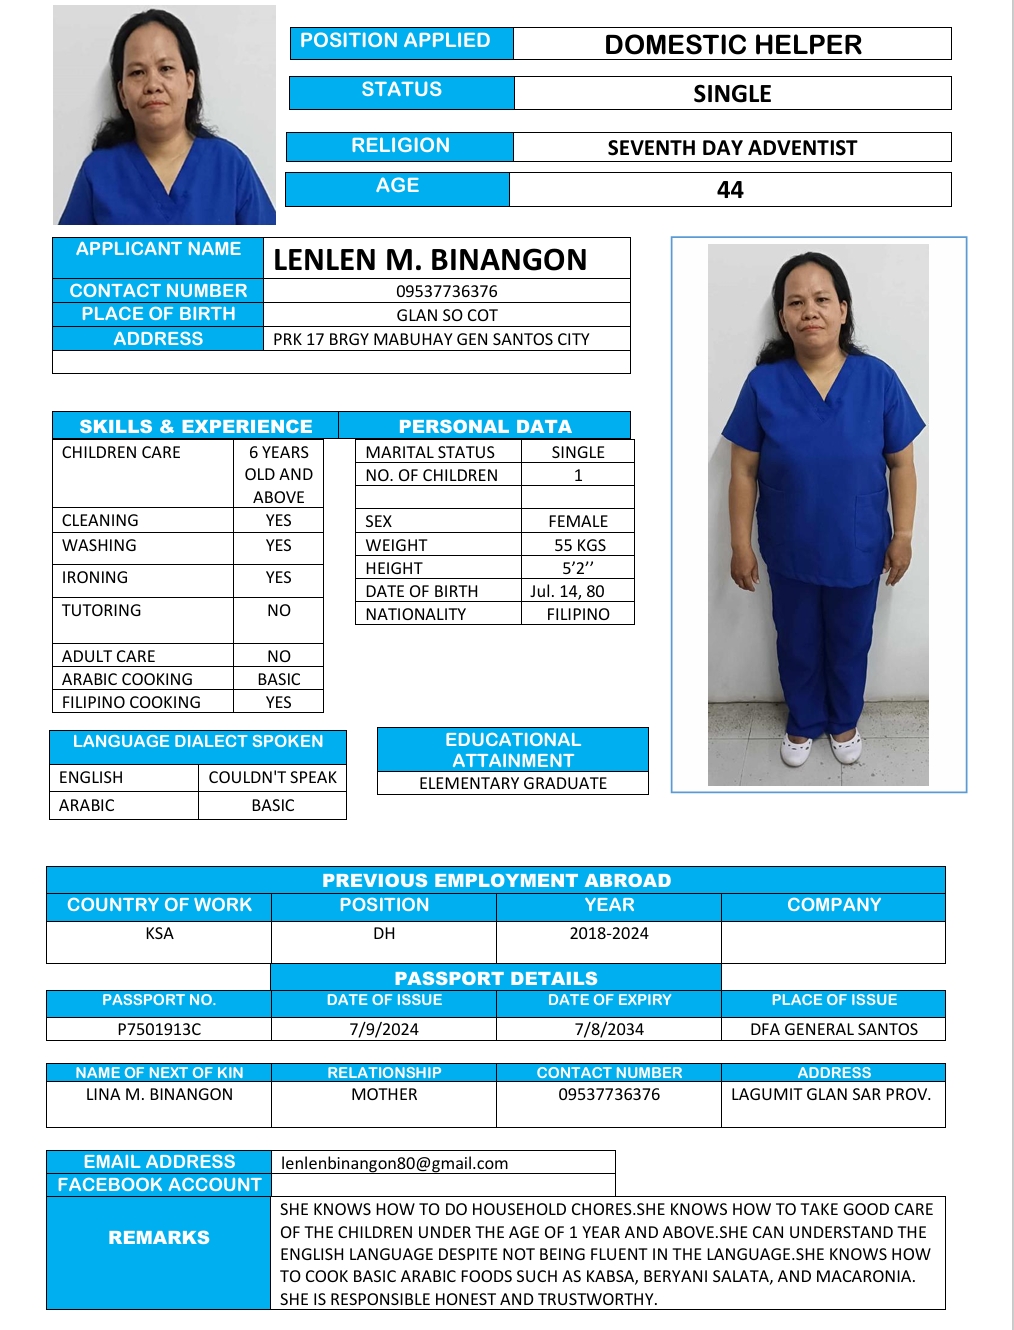 POSITION APPLIED DOMESTIC HELPER
STATUS SINGLE
RELIGION SEVENTH DAY ADVENTIST
AGE 44
APPLICANT NAME LENLEN M. BINANGON
CONTACT NUMBER 09537736376
PLACE OF BIRTH GLAN SO COT
ADDRESS PRK 17 BRGY MABUHAY GEN SANTOS CITY
SKILLS & EXPERIENCE
CHILDREN CARE 6 YEARS
OLD AND
ABOVE
CLEANING YES
WASHING YES
IRONING YES
TUTORING NO
ADULT CARE NO
ARABIC COOKING BASIC
FILIPINO COOKING YES
PERSONAL DATA
MARITAL STATUS SINGLE
NO. OF CHILDREN 1
SEX FEMALE
WEIGHT 55 KGS
HEIGHT 5’2’’
DATE OF BIRTH Jul. 14, 80
NATIONALITY FILIPINO
LANGUAGE DIALECT SPOKEN
ENGLISH COULDN'T SPEAK
ARABIC BASIC
EDUCATIONAL
ATTAINMENT
ELEMENTARY GRADUATE
PREVIOUS EMPLOYMENT ABROAD
COUNTRY OF WORK POSITION YEAR COMPANY
KSA DH 2018-2024
PASSPORT DETAILS
PASSPORT NO. DATE OF ISSUE DATE OF EXPIRY PLACE OF ISSUE
P7501913C 7/9/2024 7/8/2034 DFA GENERAL SANTOS
NAME OF NEXT OF KIN RELATIONSHIP CONTACT NUMBER ADDRESS
LINA M. BINANGON MOTHER 09537736376 LAGUMIT GLAN SAR PROV.
EMAIL ADDRESS lenlenbinangon80@gmail.com
FACEBOOK ACCOUNT
REMARKS
SHE KNOWS HOW TO DO HOUSEHOLD CHORES.SHE KNOWS HOW TO TAKE GOOD CARE
OF THE CHILDREN UNDER THE AGE OF 1 YEAR AND ABOVE.SHE CAN UNDERSTAND THE
ENGLISH LANGUAGE DESPITE NOT BEING FLUENT IN THE LANGUAGE.SHE KNOWS HOW
TO COOK BASIC ARABIC FOODS SUCH AS KABSA, BERYANI SALATA, AND MACARONIA.
SHE IS RESPONSIBLE HONEST AND TRUSTWORTHY.